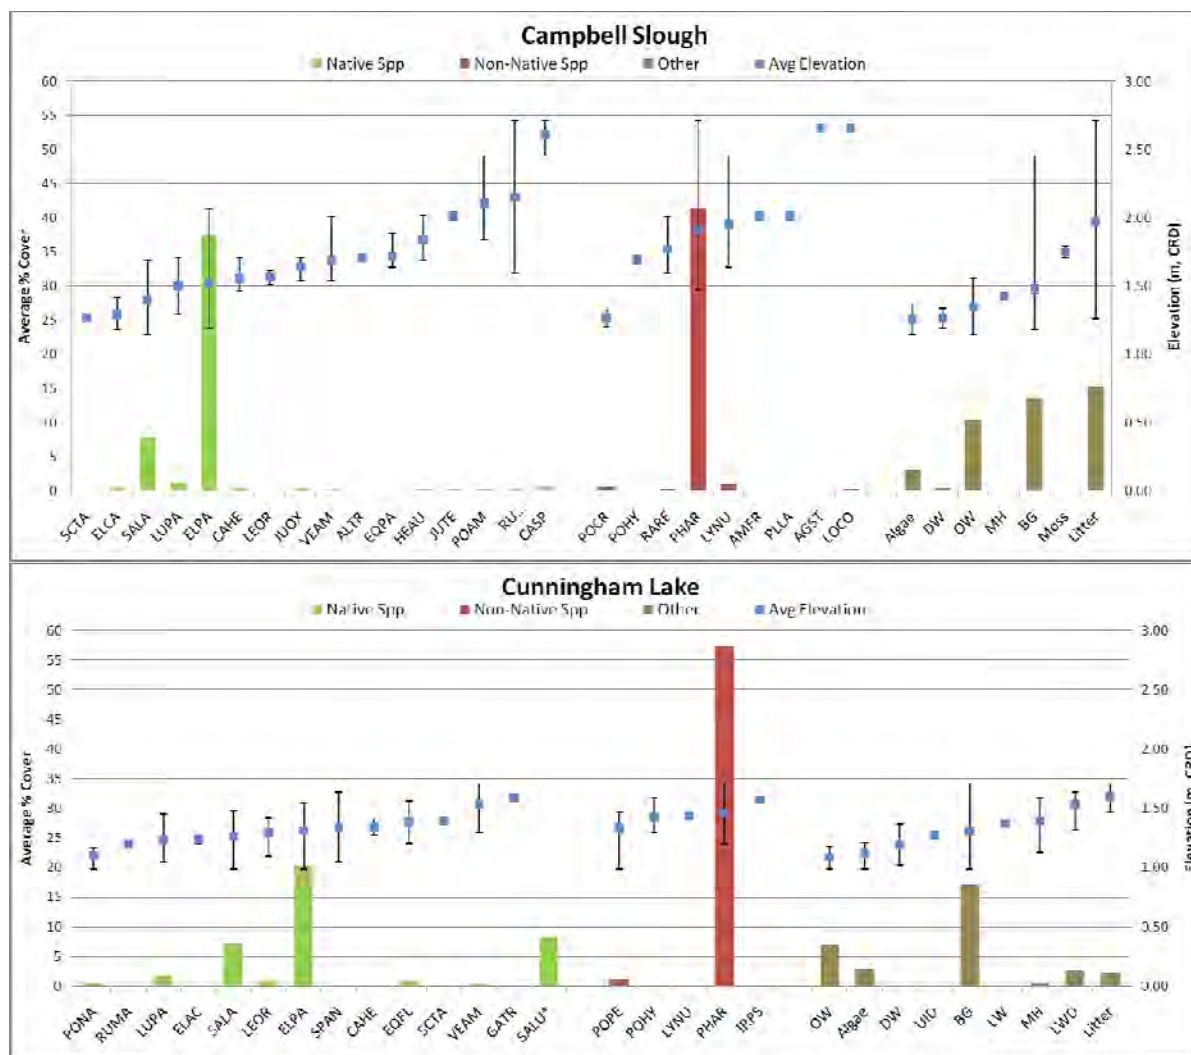 Campbell Slough
Native Spp Non-Native Spp Other Avg Elevation
60 3.00
55
50 2.50
45
40 2.00
35
30 1.50
25
20 1.00
15
10 0.50
5
0 0.00
Average % Cover
Elevation (m, CRD)
SCTA ELCA SALA LUPA ELPA CAHE LEOR JUOX VEAM ALTR EQPA HEAU JUTE POAM RU... CASP POCR POHY RARE PHAR LYNU AMFR PLLA AGST LOCO Algae DW OW MH BG Moss Litter
Cunningham Lake
Native Spp Non-Native Spp Other Avg Elevation
60 3.00
55
50 2.50
45
40 2.00
35
30 1.50
25
20 1.00
15
10 0.50
5
0 0.00
Average % Cover
Elevation (m, CRD)
PONA RUMA LUPA ELAC SALA LEOR ELPA SPAN CAHE EQFL SCTA VEAM GATR SALU* POPE POHY LYNU PHAR IRPS OW Algae DW UID BG LW MH LWD Litter